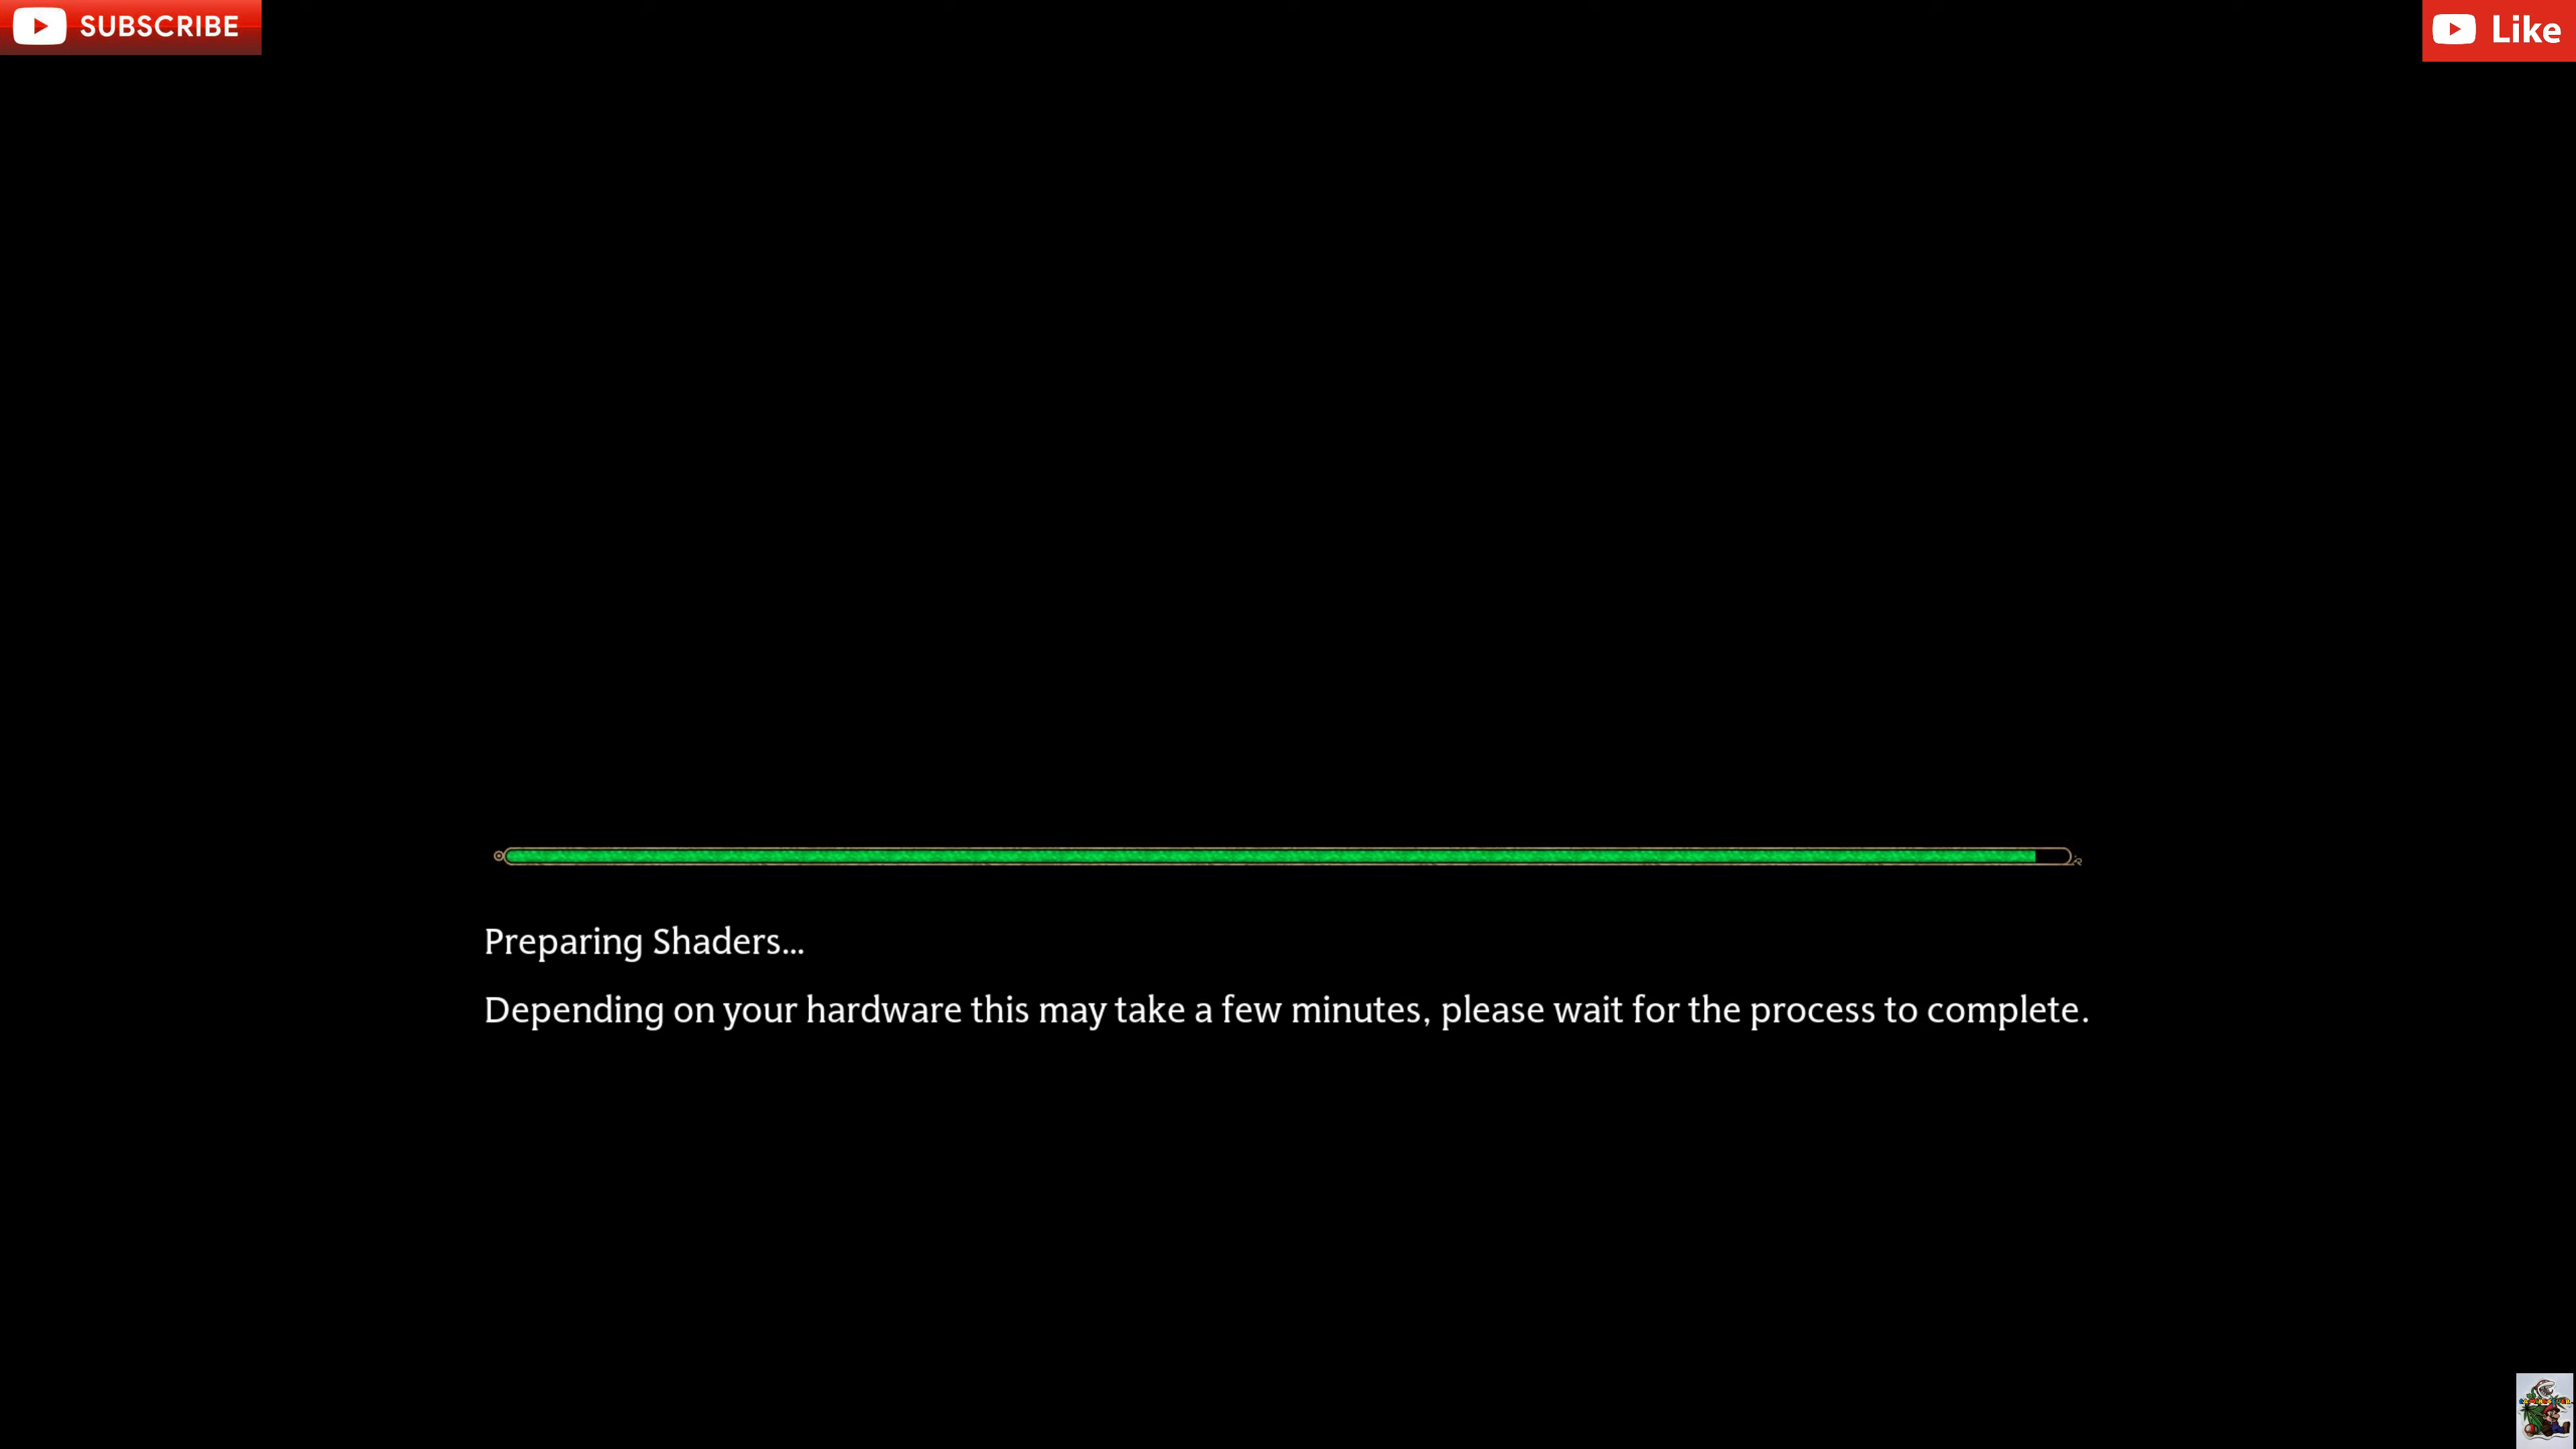 SUBSCRIBE
Like
Preparing Shaders...
Depending on your hardware this may take a few minutes, please wait for the process to complete.